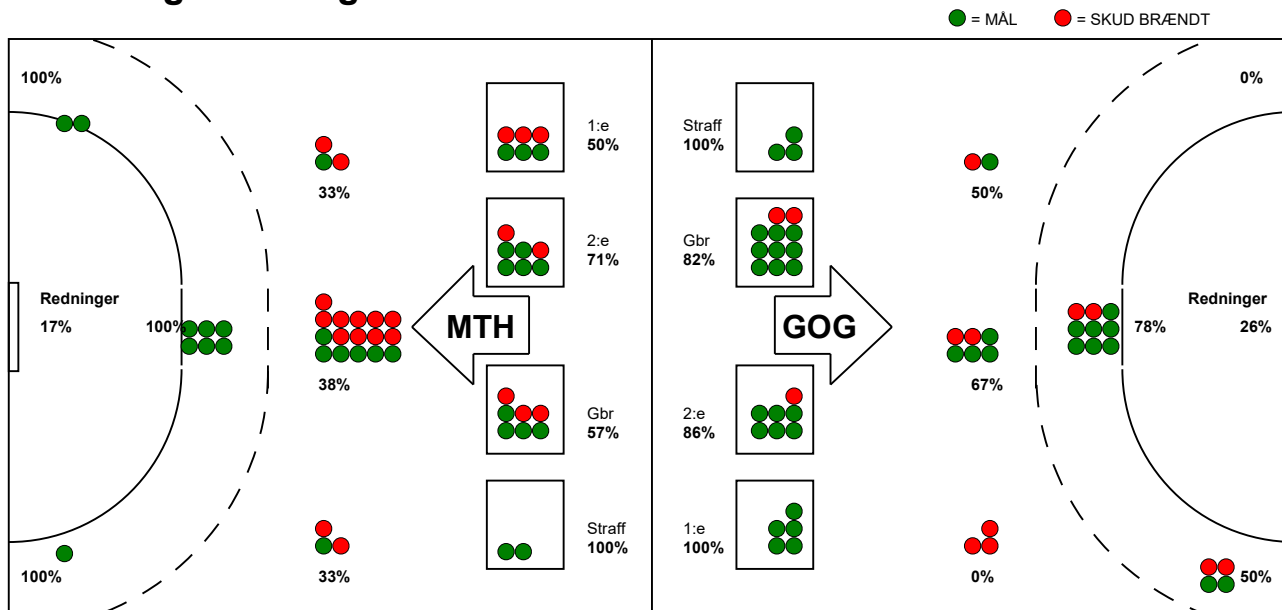 = MÅL = SKUD BRÆNDT
100% 0%
1:e
50%
Straff
100%
33% 50%
2:e
71%
Gbr
82%
Redninger
17% 100%
MTH GOG
Redninger
78% 26%
38% 67%
Gbr
57%
2:e
86%
Straff
100%
1:e
100%
100% 33% 0% 50%